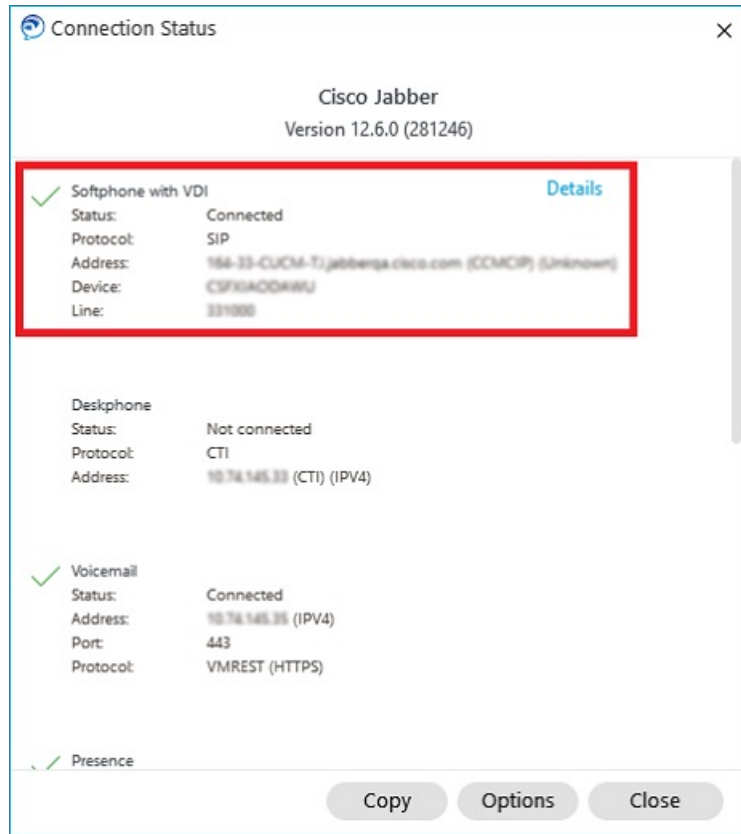 Connection Status
Cisco Jabber
Version 12.6.0 (281246)
Softphone with VDI Details
Status: Connected
Protocol: SIP
Address: (CCMCIP) (Unknown)
Device:
Line:
Deskphone
Status: Not connected
Protocol: CTI
Address: (CTI) (IPV4)
Voicemail
Status: Connected
Address: (IPV4)
Port: 443
Protocol: VMREST (HTTPS)
Presence
Copy Options Close